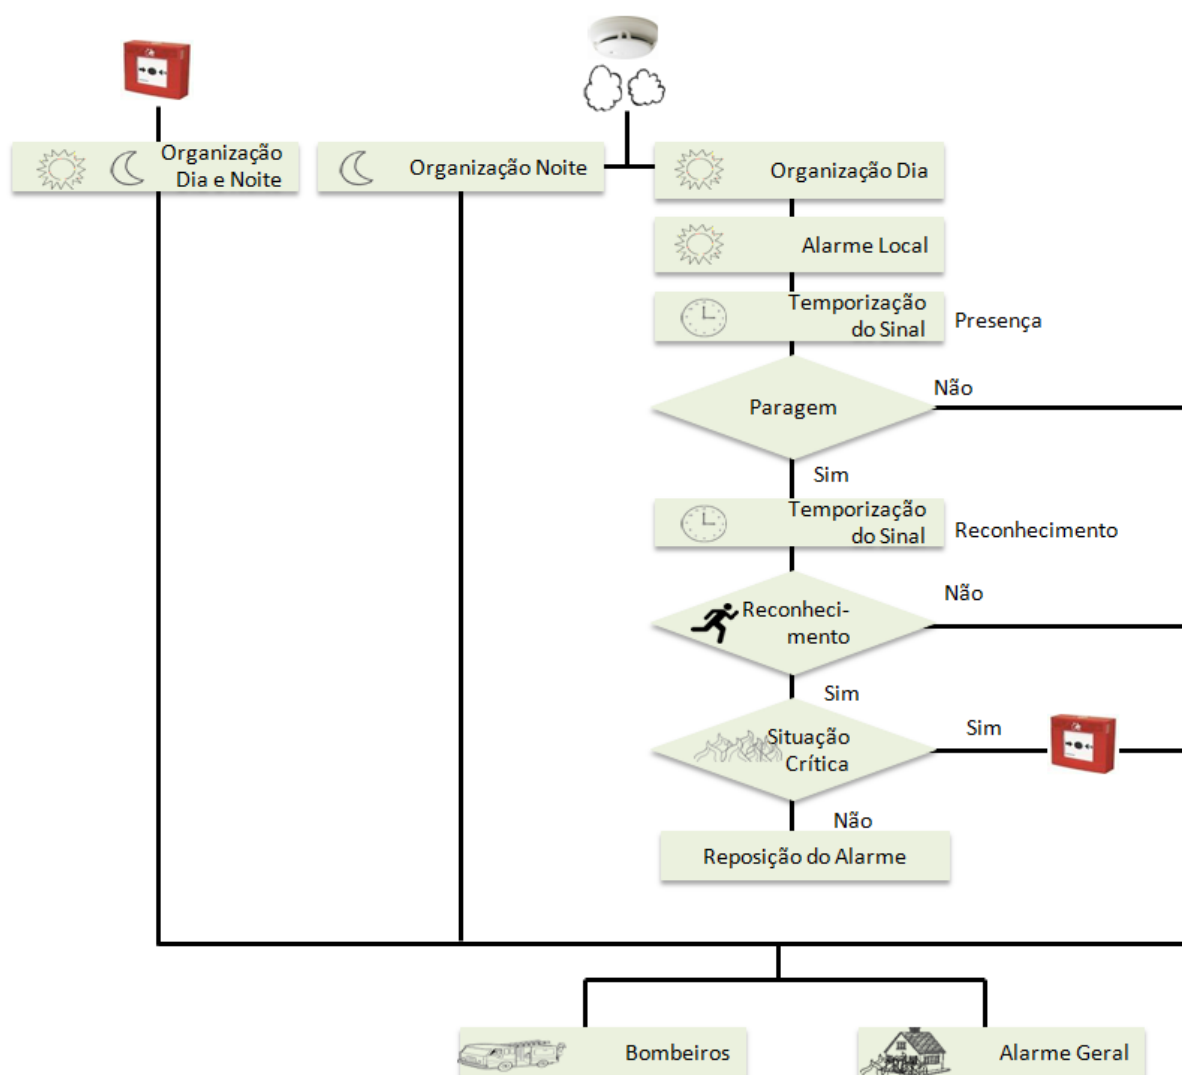 Organização
Dia e Noite
Organização Noite
Organização Dia
Alarme Local
Temporização
do Sinal
Presença
Paragem
Não
Sim
Temporização
do Sinal
Reconhecimento
Reconheci-
mento
Não
Sim
Situação
Crítica
Sim
Não
Reposição do Alarme
Bombeiros
Alarme Geral